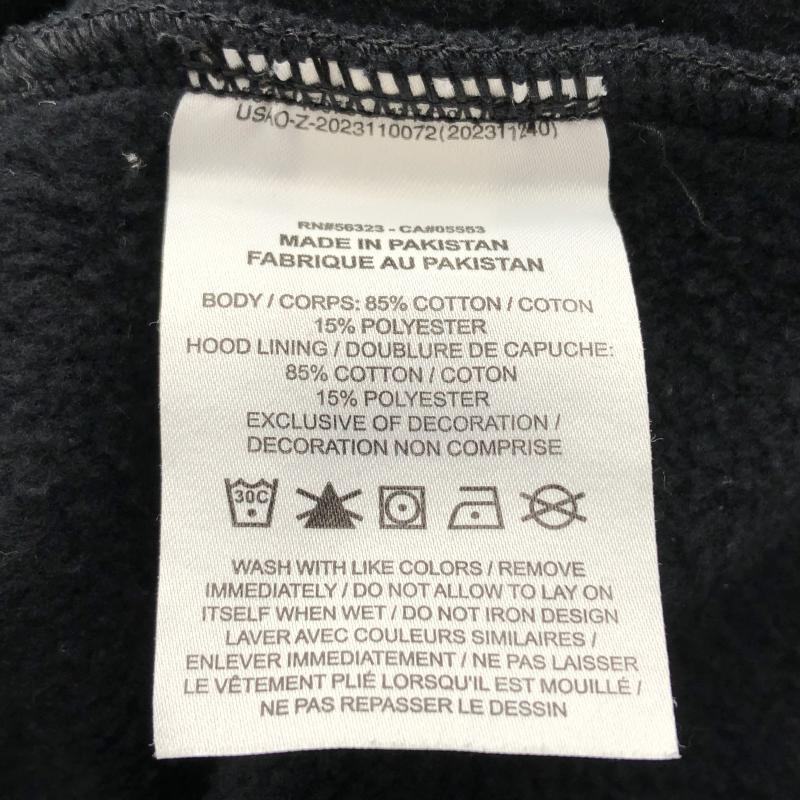 RN#56323 - CA#05553
MADE IN PAKISTAN
FABRIQUE AU PAKISTAN
BODY / CORPS: 85% COTTON / COTON
15% POLYESTER
HOOD LINING / DOUBLURE DE CAPUCHE:
85% COTTON / COTON
15% POLYESTER
EXCLUSIVE OF DECORATION /
DECORATION NON COMPRISE
30C
WASH WITH LIKE COLORS / REMOVE
IMMEDIATELY / DO NOT ALLOW TO LAY ON
ITSELF WHEN WET / DO NOT IRON DESIGN
LAVER AVEC COULEURS SIMILAIRES /
ENLEVER IMMEDIATEMENT / NE PAS LAISSER
LE VÊTEMENT PLIÉ LORSQU'IL EST MOUILLÉ /
NE PAS REPASSER LE DESSIN